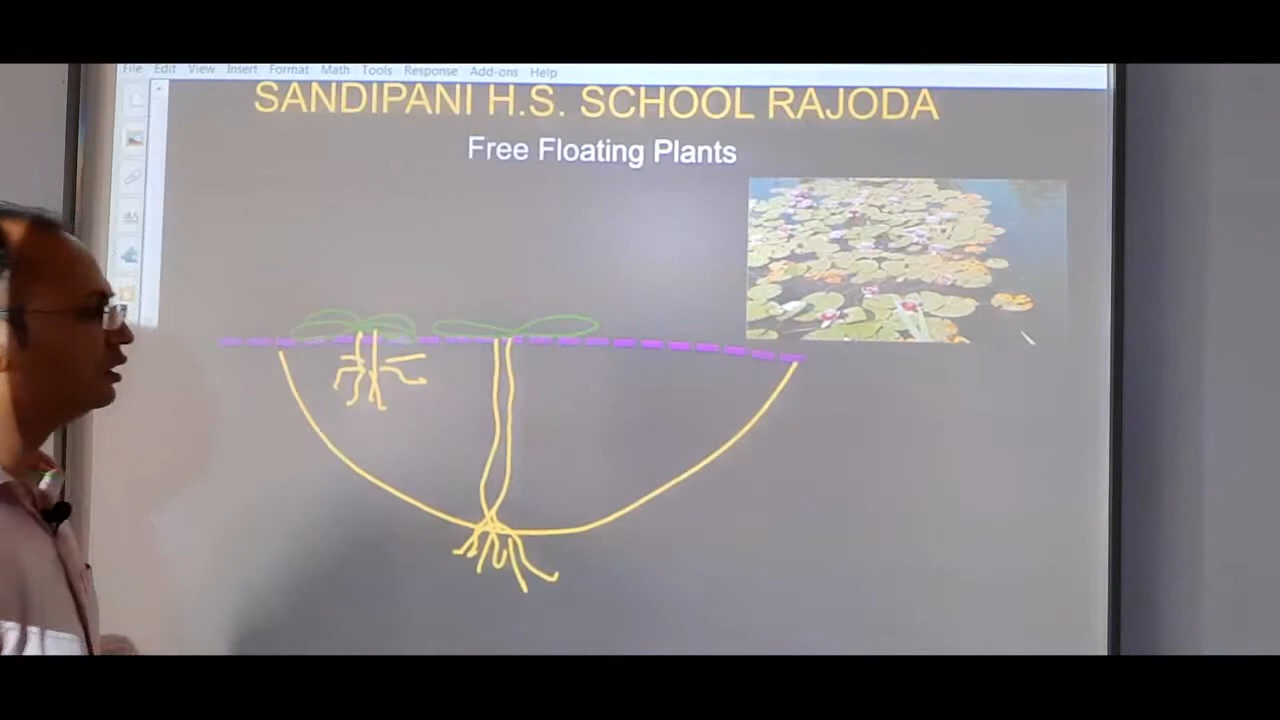 File Edit View Insert Format Math Tools Response Add-ons Help
SANDIPANI H.S. SCHOOL RAJODA
Free Floating Plants